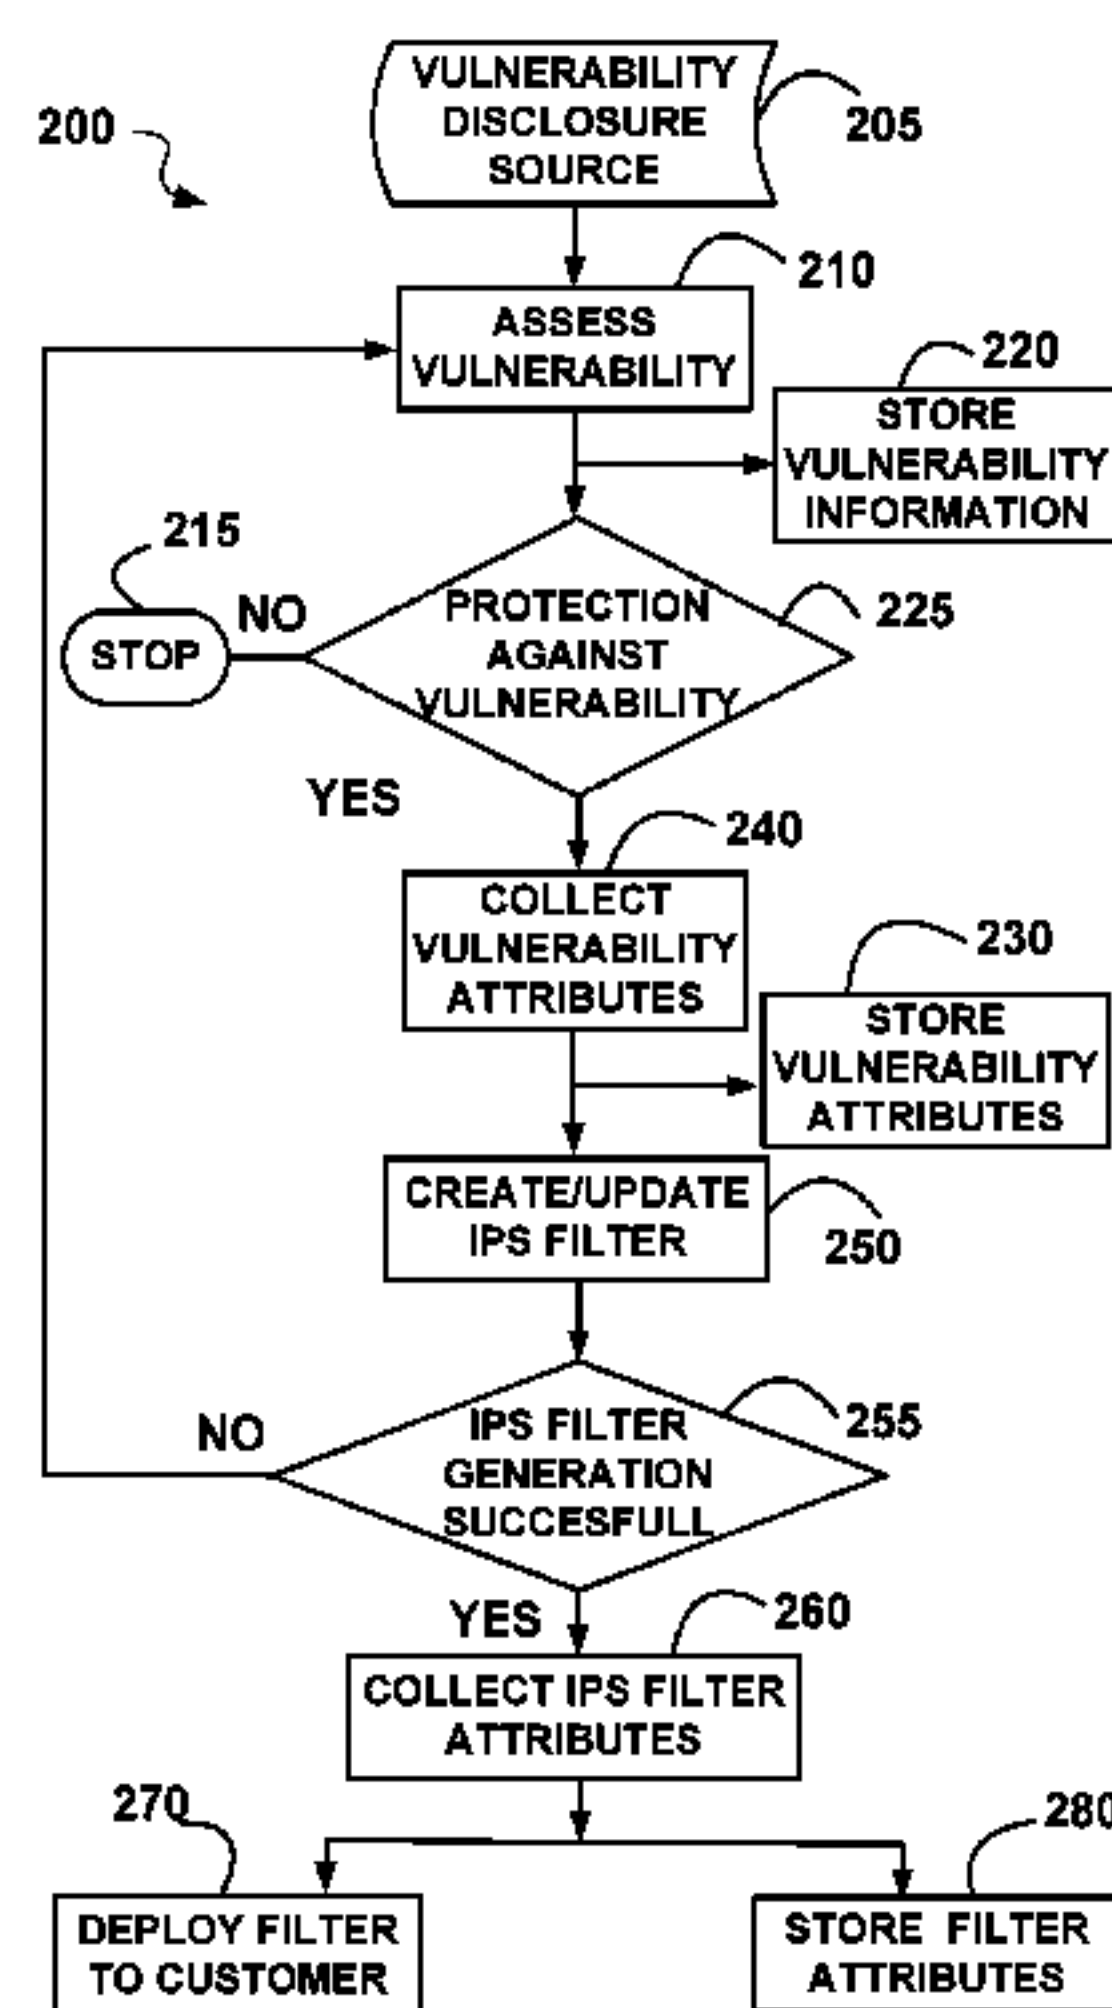 200
VULNERABILITY
DISCLOSURE
SOURCE
205
210
ASSESS
VULNERABILITY
220
STORE
VULNERABILITY
INFORMATION
215
STOP
NO
PROTECTION
AGAINST
VULNERABILITY
225
YES
240
COLLECT
VULNERABILITY
ATTRIBUTES
230
STORE
VULNERABILITY
ATTRIBUTES
CREATE/UPDATE
IPS FILTER
250
NO
IPS FILTER
GENERATION
SUCCESFULL
255
YES
260
COLLECT IPS FILTER
ATTRIBUTES
270
DEPLOY FILTER
TO CUSTOMER
280
STORE FILTER
ATTRIBUTES